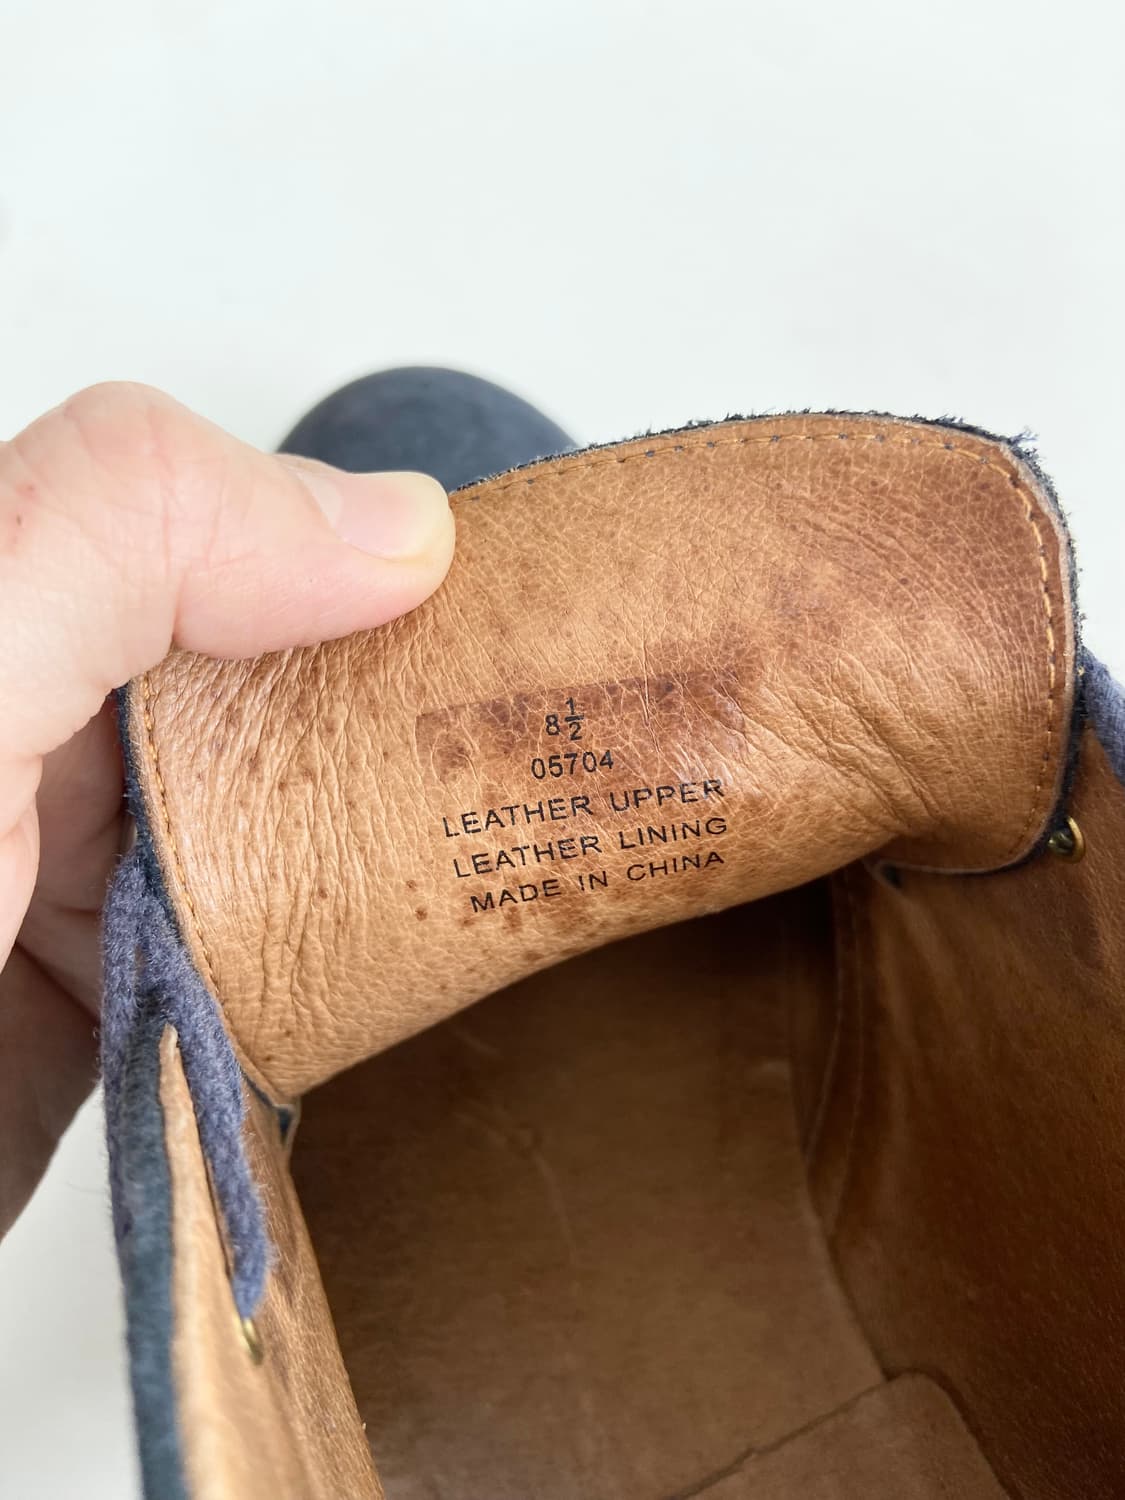 8 1/2
05704
LEATHER UPPER
LEATHER LINING
MADE IN CHINA